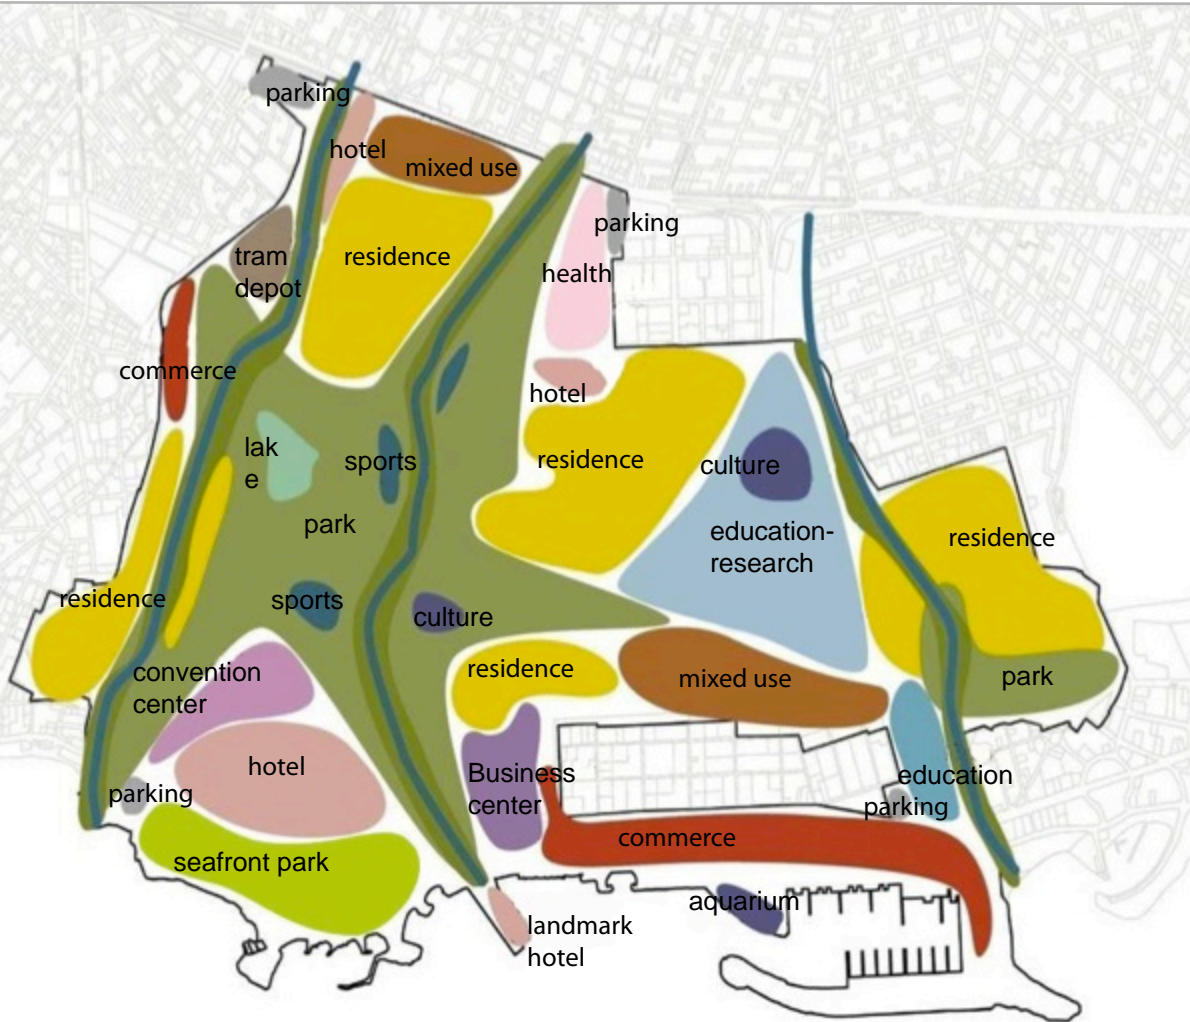 parking
hotel
mixed use
parking
tram
depot
residence
health
commerce
hotel
lak
e
sports
residence
culture
park
education-
research
residence
residence
sports
culture
convention
center
residence
mixed use
park
hotel
Business
center
education
parking
parking
commerce
seafront park
aquarium
landmark
hotel